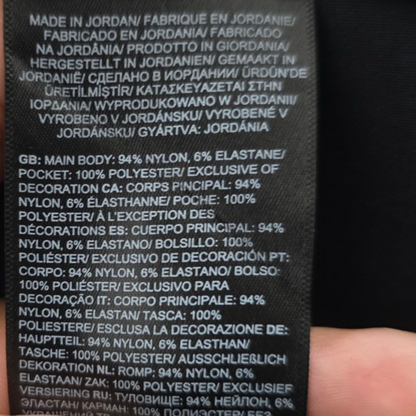 MADE IN JORDAN/ FABRIQUÉ EN JORDANIE/
FABRICADO EN JORDANIA/ FABRICADO
NA JORDÂNIA/ PRODOTTO IN GIORDANIA/
HERGESTELLT IN JORDANIEN/ GEMAAKT IN
JORDANIË/ СДЕЛАНО В ИОРДАНИИ/ ÜRDÜN'DE
ÜRETİLMİŞTİR/ ΚΑΤΑΣΚΕΥΑΖΕΤΑΙ ΣΤΗΝ
ΙΟΡΔΑΝΙΑ/ WYPRODUKOWANO W JORDANII/
VYROBENO V JORDÁNSKU/ VYROBENÉ V
JORDÁNSKU/ GYÁRTVA: JORDÁNIA
GB: MAIN BODY: 94% NYLON, 6% ELASTANE/
POCKET: 100% POLYESTER/ EXCLUSIVE OF
DECORATION CA: CORPS PINCIPAL: 94%
NYLON, 6% ÉLASTHANNE/ POCHE: 100%
POLYESTER/ À L'EXCEPTION DES
DÉCORATIONS ES: CUERPO PRINCIPAL: 94%
NYLON, 6% ELASTANO/ BOLSILLO: 100%
POLIÉSTER/ EXCLUSIVO DE DECORACIÓN PT:
CORPO: 94% NYLON, 6% ELASTANO/ BOLSO:
100% POLIÉSTER/ EXCLUSIVO PARA
DECORAÇÃO IT: CORPO PRINCIPALE: 94%
NYLON, 6% ELASTAN/ TASCA: 100%
POLIESTERE/ ESCLUSA LA DECORAZIONE DE:
HAUPTTEIL: 94% NYLON, 6% ELASTHAN/
TASCHE: 100% POLYESTER/ AUSSCHLIEẞLICH
DEKORATION NL: ROMP: 94% NYLON, 6%
ELASTAAN/ ZAK: 100% POLYESTER/ EXCLUSIEF
VERSIERING RU: ТУЛОВИЩЕ: 94% НЕЙЛОН, 6%
ЭЛАСТАН/ КАРМАН: 100% ПОЛИЭСТЕР/ БЕЗ